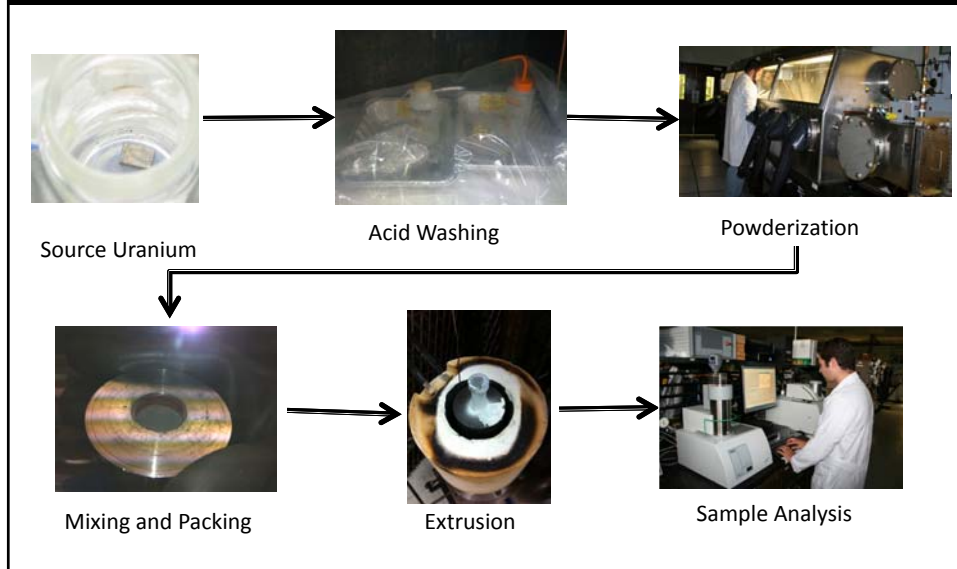 Source Uranium
Acid Washing
Powderization
Mixing and Packing
Extrusion
Sample Analysis